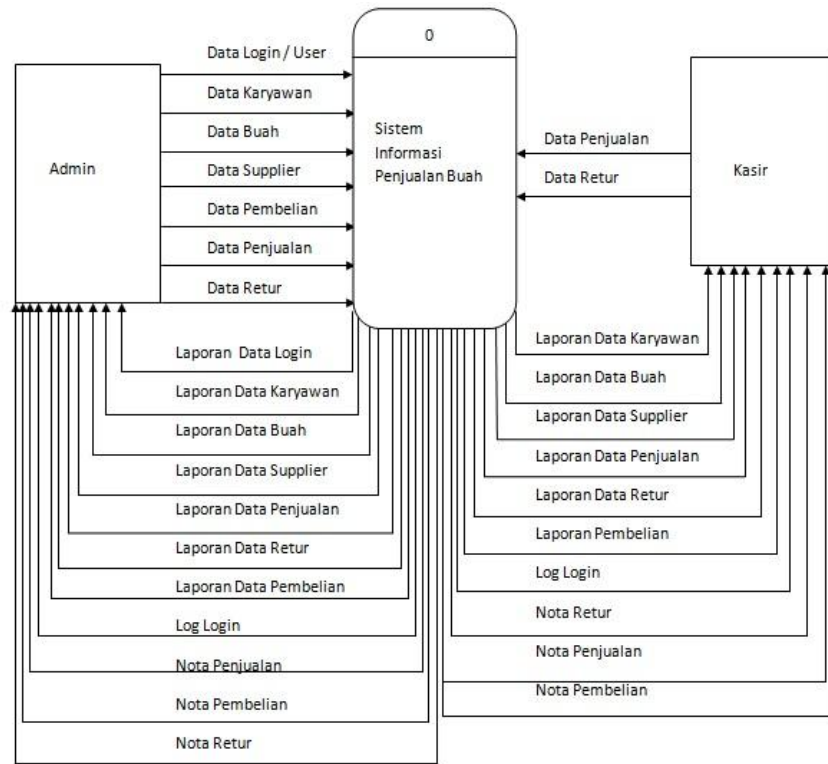 0
Data Login / User
Data Karyawan
Data Buah
Data Supplier
Data Pembelian
Data Penjualan
Data Retur
Admin
Sistem
Informasi
Penjualan Buah
Data Penjualan
Data Retur
Kasir
Laporan Data Login
Laporan Data Karyawan
Laporan Data Buah
Laporan Data Supplier
Laporan Data Penjualan
Laporan Data Retur
Laporan Data Pembelian
Log Login
Nota Penjualan
Nota Pembelian
Nota Retur
Laporan Data Karyawan
Laporan Data Buah
Laporan Data Supplier
Laporan Data Penjualan
Laporan Data Retur
Laporan Pembelian
Log Login
Nota Retur
Nota Penjualan
Nota Pembelian